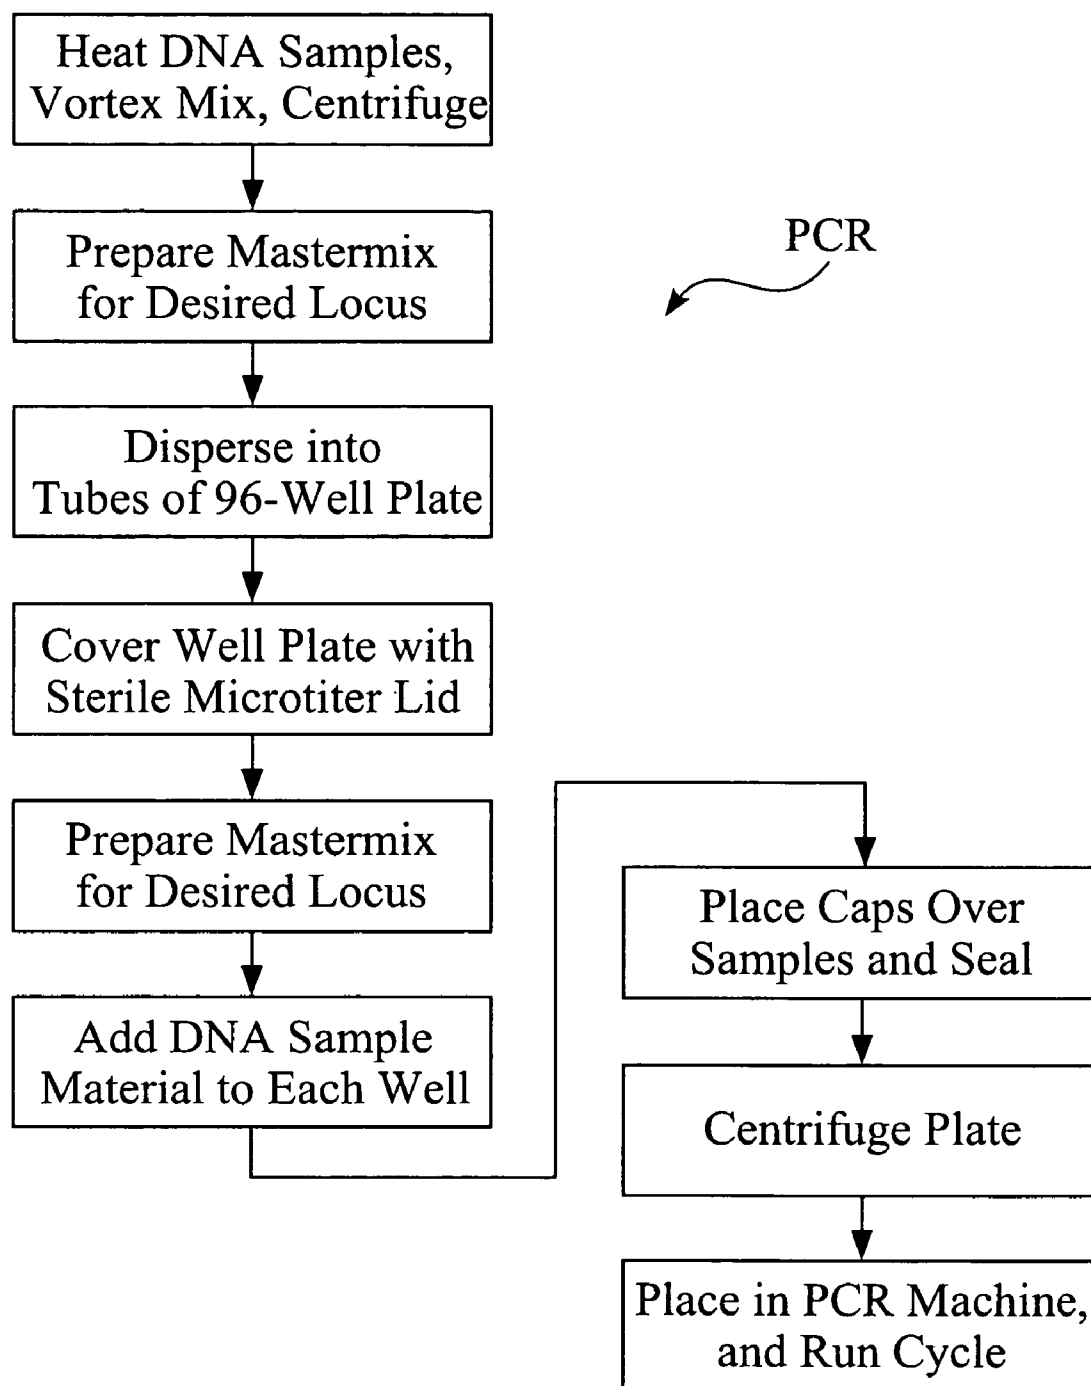 Heat DNA Samples,
Vortex Mix, Centrifuge
Prepare Mastermix
for Desired Locus
PCR
Disperse into
Tubes of 96-Well Plate
Cover Well Plate with
Sterile Microtiter Lid
Prepare Mastermix
for Desired Locus
Add DNA Sample
Material to Each Well
Place Caps Over
Samples and Seal
Centrifuge Plate
Place in PCR Machine,
and Run Cycle